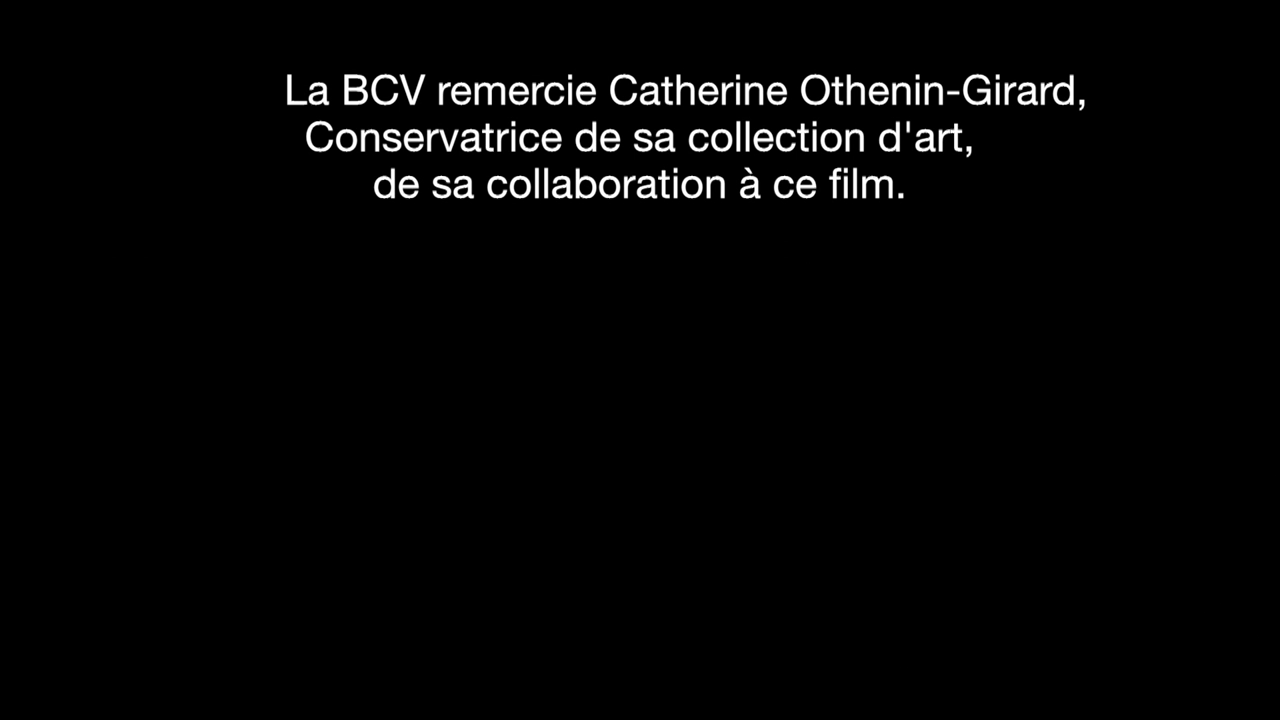 La BCV remercie Catherine Othenin-Girard,
Conservatrice de sa collection d'art,
de sa collaboration à ce film.